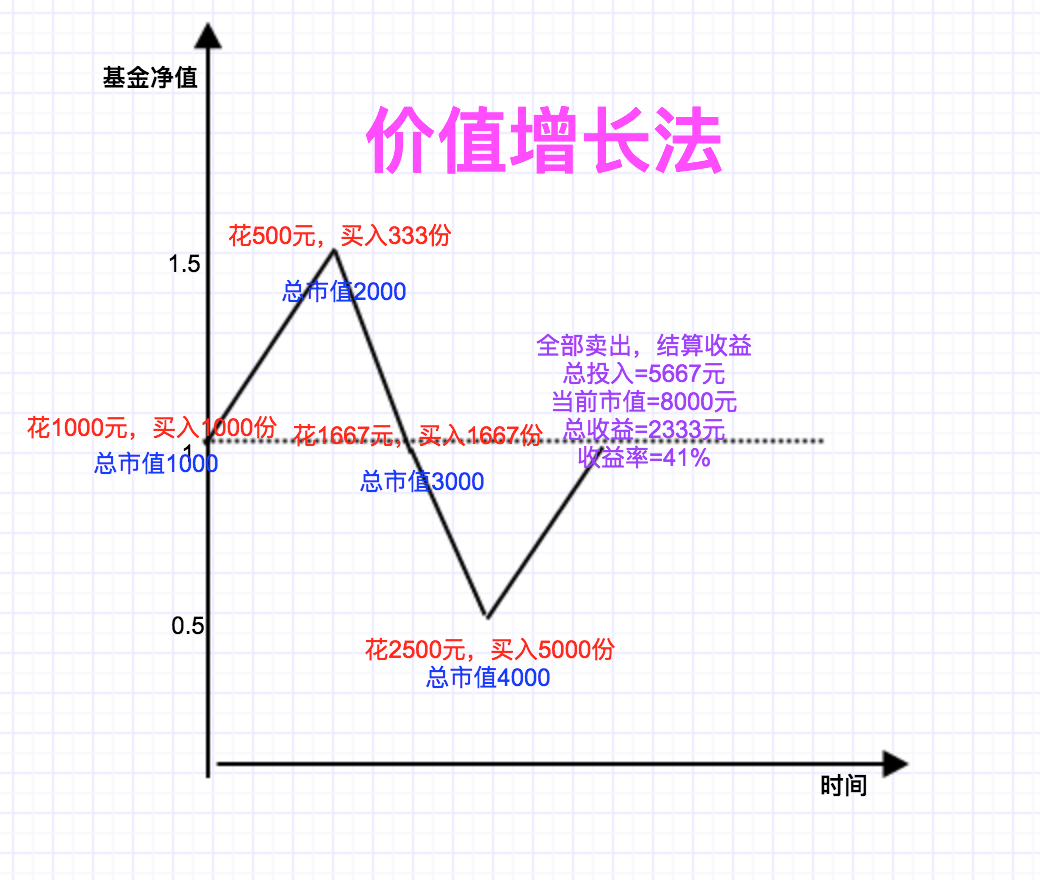 基金净值
价值增长法
花500元，买入333份
1.5
总市值2000
全部卖出，结算收益
总投入=5667元
当前市值=8000元
总收益=2333元
收益率=41%
花1000元，买入1000份
花1667元，买入1667份
1
总市值1000
总市值3000
0.5
花2500元，买入5000份
总市值4000
时间